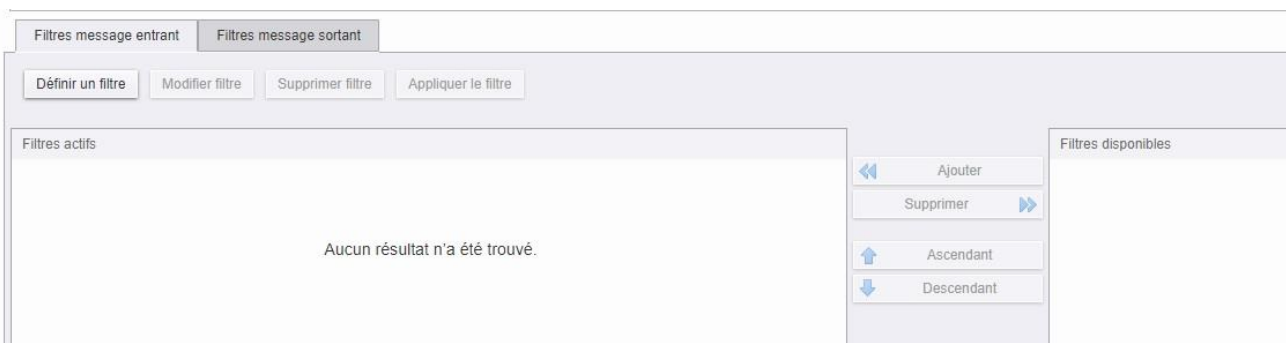 Filtres message entrant
Filtres message sortant
Définir un filtre
Modifier filtre
Supprimer filtre
Appliquer le filtre
Filtres actifs
Filtres disponibles
Ajouter
Supprimer
Aucun résultat n'a été trouvé.
Ascendant
Descendant